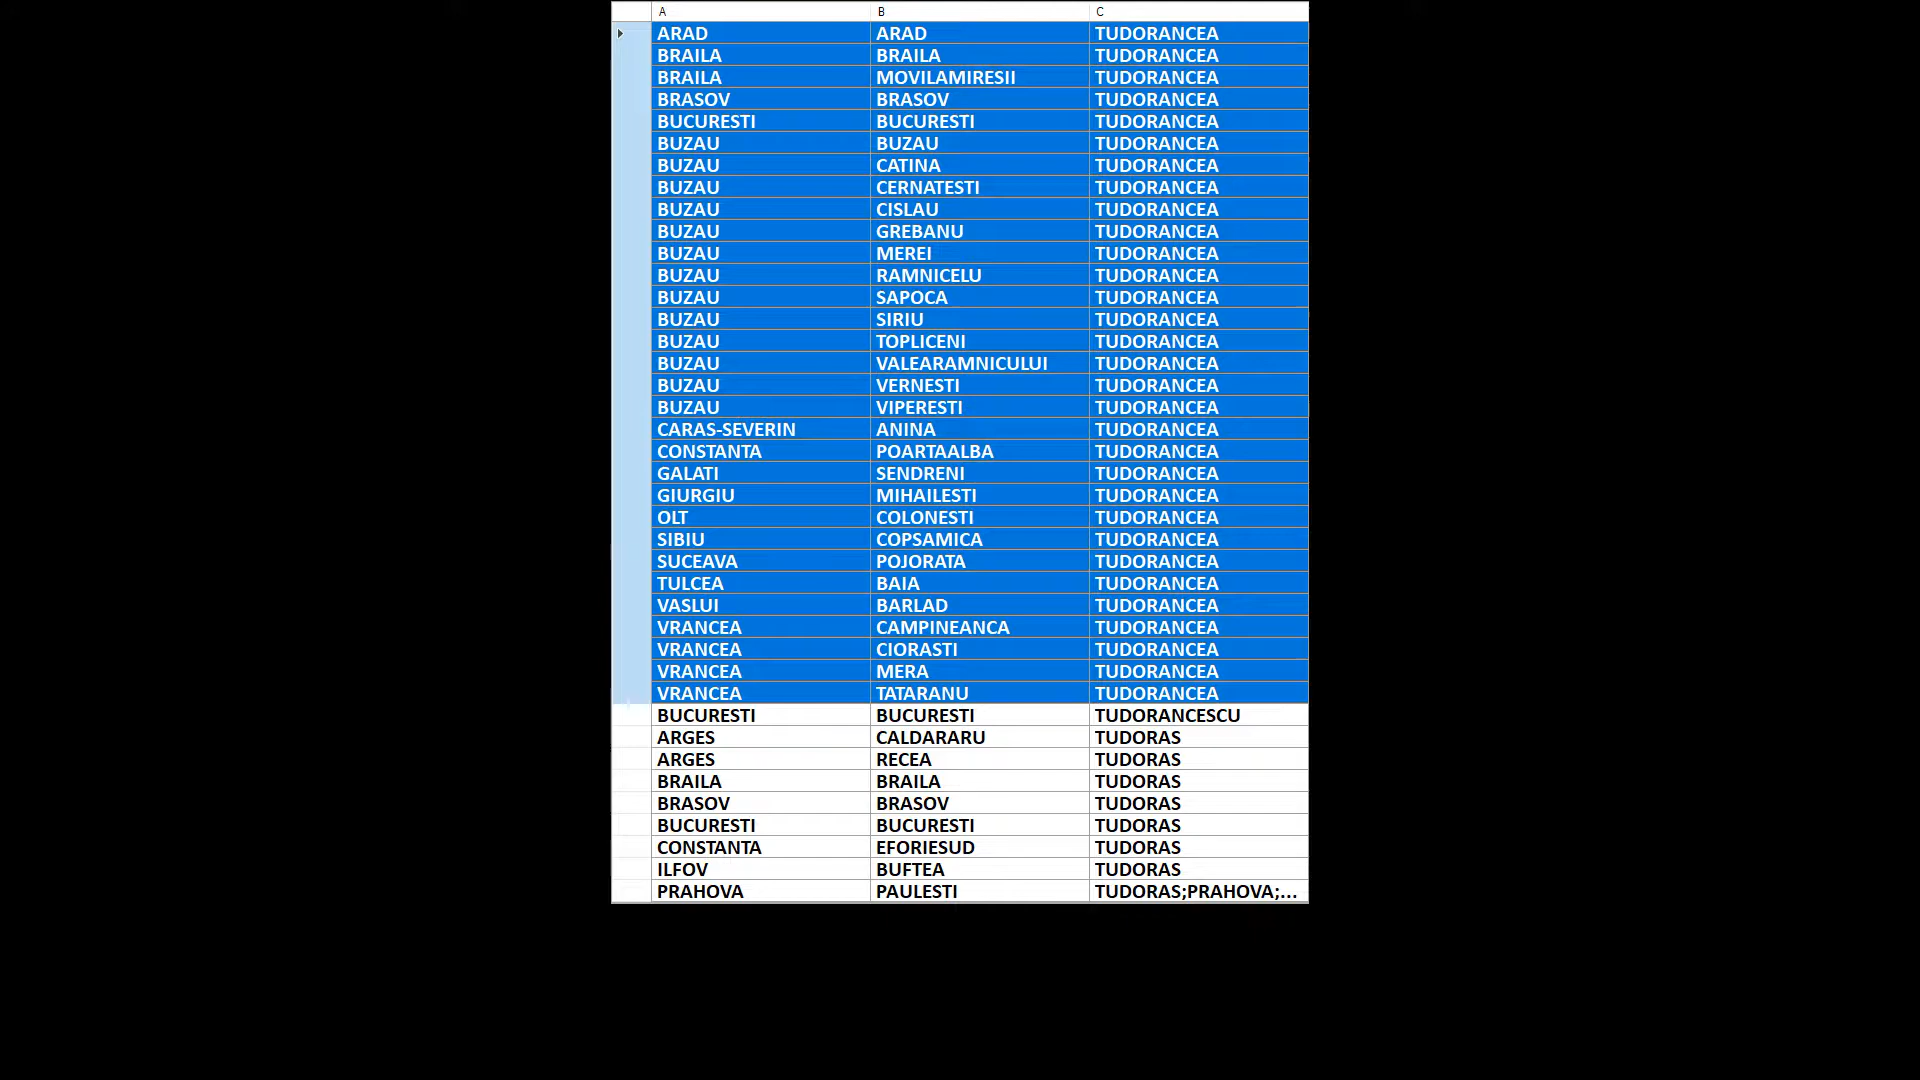 A B C
ARAD ARAD TUDORANCEA
BRAILA BRAILA TUDORANCEA
BRAILA MOVILAMIRESII TUDORANCEA
BRASOV BRASOV TUDORANCEA
BUCURESTI BUCURESTI TUDORANCEA
BUZAU BUZAU TUDORANCEA
BUZAU CATINA TUDORANCEA
BUZAU CERNATESTI TUDORANCEA
BUZAU CISLAU TUDORANCEA
BUZAU GREBANU TUDORANCEA
BUZAU MEREI TUDORANCEA
BUZAU RAMNICELU TUDORANCEA
BUZAU SAPOCA TUDORANCEA
BUZAU SIRIU TUDORANCEA
BUZAU TOPLICENI TUDORANCEA
BUZAU VALEARAMNICULUI TUDORANCEA
BUZAU VERNESTI TUDORANCEA
BUZAU VIPERESTI TUDORANCEA
CARAS-SEVERIN ANINA TUDORANCEA
CONSTANTA POARTAALBA TUDORANCEA
GALATI SENDRENI TUDORANCEA
GIURGIU MIHAILESTI TUDORANCEA
OLT COLONESTI TUDORANCEA
SIBIU COPSAMICA TUDORANCEA
SUCEAVA POJORATA TUDORANCEA
TULCEA BAIA TUDORANCEA
VASLUI BARLAD TUDORANCEA
VRANCEA CAMPINEANCA TUDORANCEA
VRANCEA CIORASTI TUDORANCEA
VRANCEA MERA TUDORANCEA
VRANCEA TATARANU TUDORANCEA
BUCURESTI BUCURESTI TUDORANCESCU
ARGES CALDARARU TUDORAS
ARGES RECEA TUDORAS
BRAILA BRAILA TUDORAS
BRASOV BRASOV TUDORAS
BUCURESTI BUCURESTI TUDORAS
CONSTANTA EFORIESUD TUDORAS
ILFOV BUFTEA TUDORAS
PRAHOVA PAULESTI TUDORAS;PRAHOVA;...